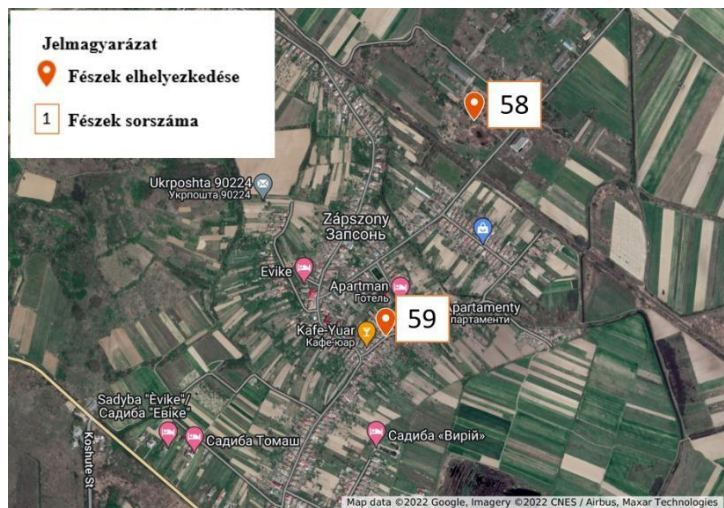 Jelmagyarázat
Fészek elhelyezkedése
1
Fészek sorszáma
58
Ukrposhta 90224
Укрпошта 90224
Zápszony
Запсонь
Evike
Apartman
Готель
59
Apartamenty
партаменти
Kafe-Yuar
Кафе-юар
Sadyba "Èvike"/
Садиба "Евіке"
Садиба Томаш
Садиба «Вирій»
Koshute St
Map data ©2022 Google, Imagery ©2022 CNES / Airbus, Maxar Technologies